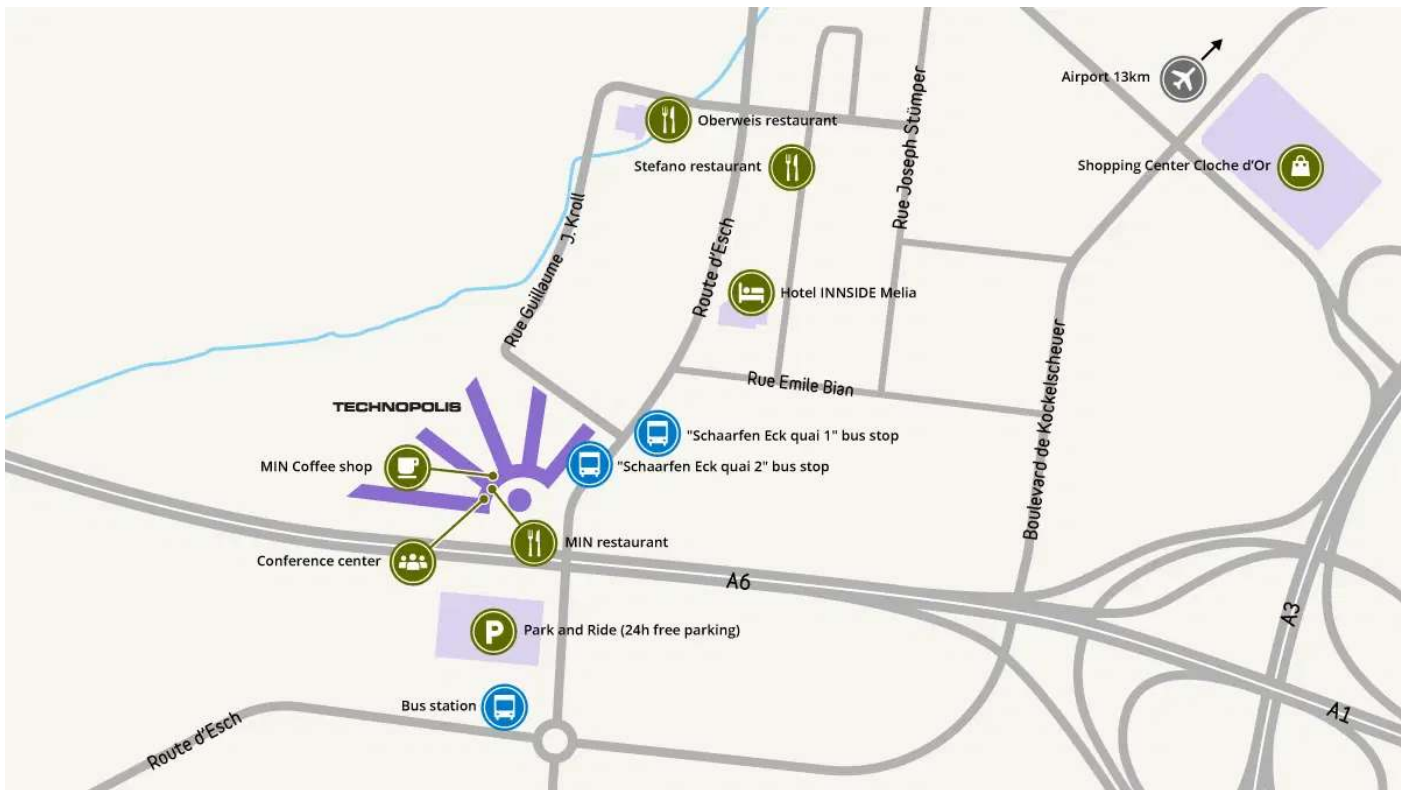 Airport 13km
Oberweis restaurant
Stefano restaurant
Shopping Center Cloche d'Or
Rue Joseph Stümper
Rue Guillaume J. Kroll
Route d'Esch
Hotel INNSIDE Melia
Rue Emile Bian
Boulevard de Kockelscheuer
TECHNOPOLIS
"Schaarfen Eck quai 1" bus stop
MIN Coffee shop
"Schaarfen Eck quai 2" bus stop
MIN restaurant
Conference center
A6
A3
P
Park and Ride (24h free parking)
Bus station
A1
Route d'Esch